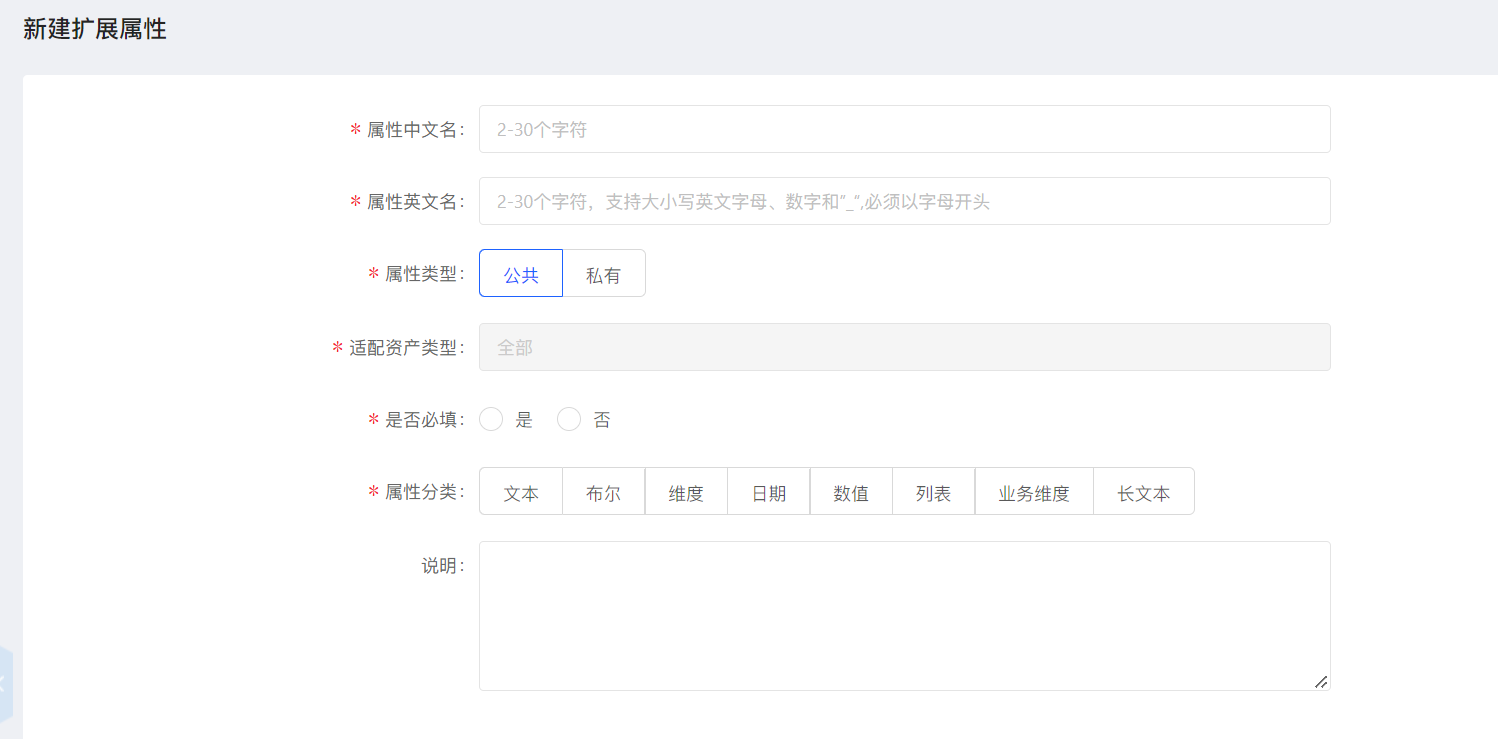 新建扩展属性
* 属性中文名: 2-30个字符
* 属性英文名: 2-30个字符，支持大小写英文字母、数字和”_“,必须以字母开头
* 属性类型: 公共 私有
* 适配资产类型: 全部
* 是否必填: 是 否
* 属性分类: 文本 布尔 维度 日期 数值 列表 业务维度 长文本
说明: